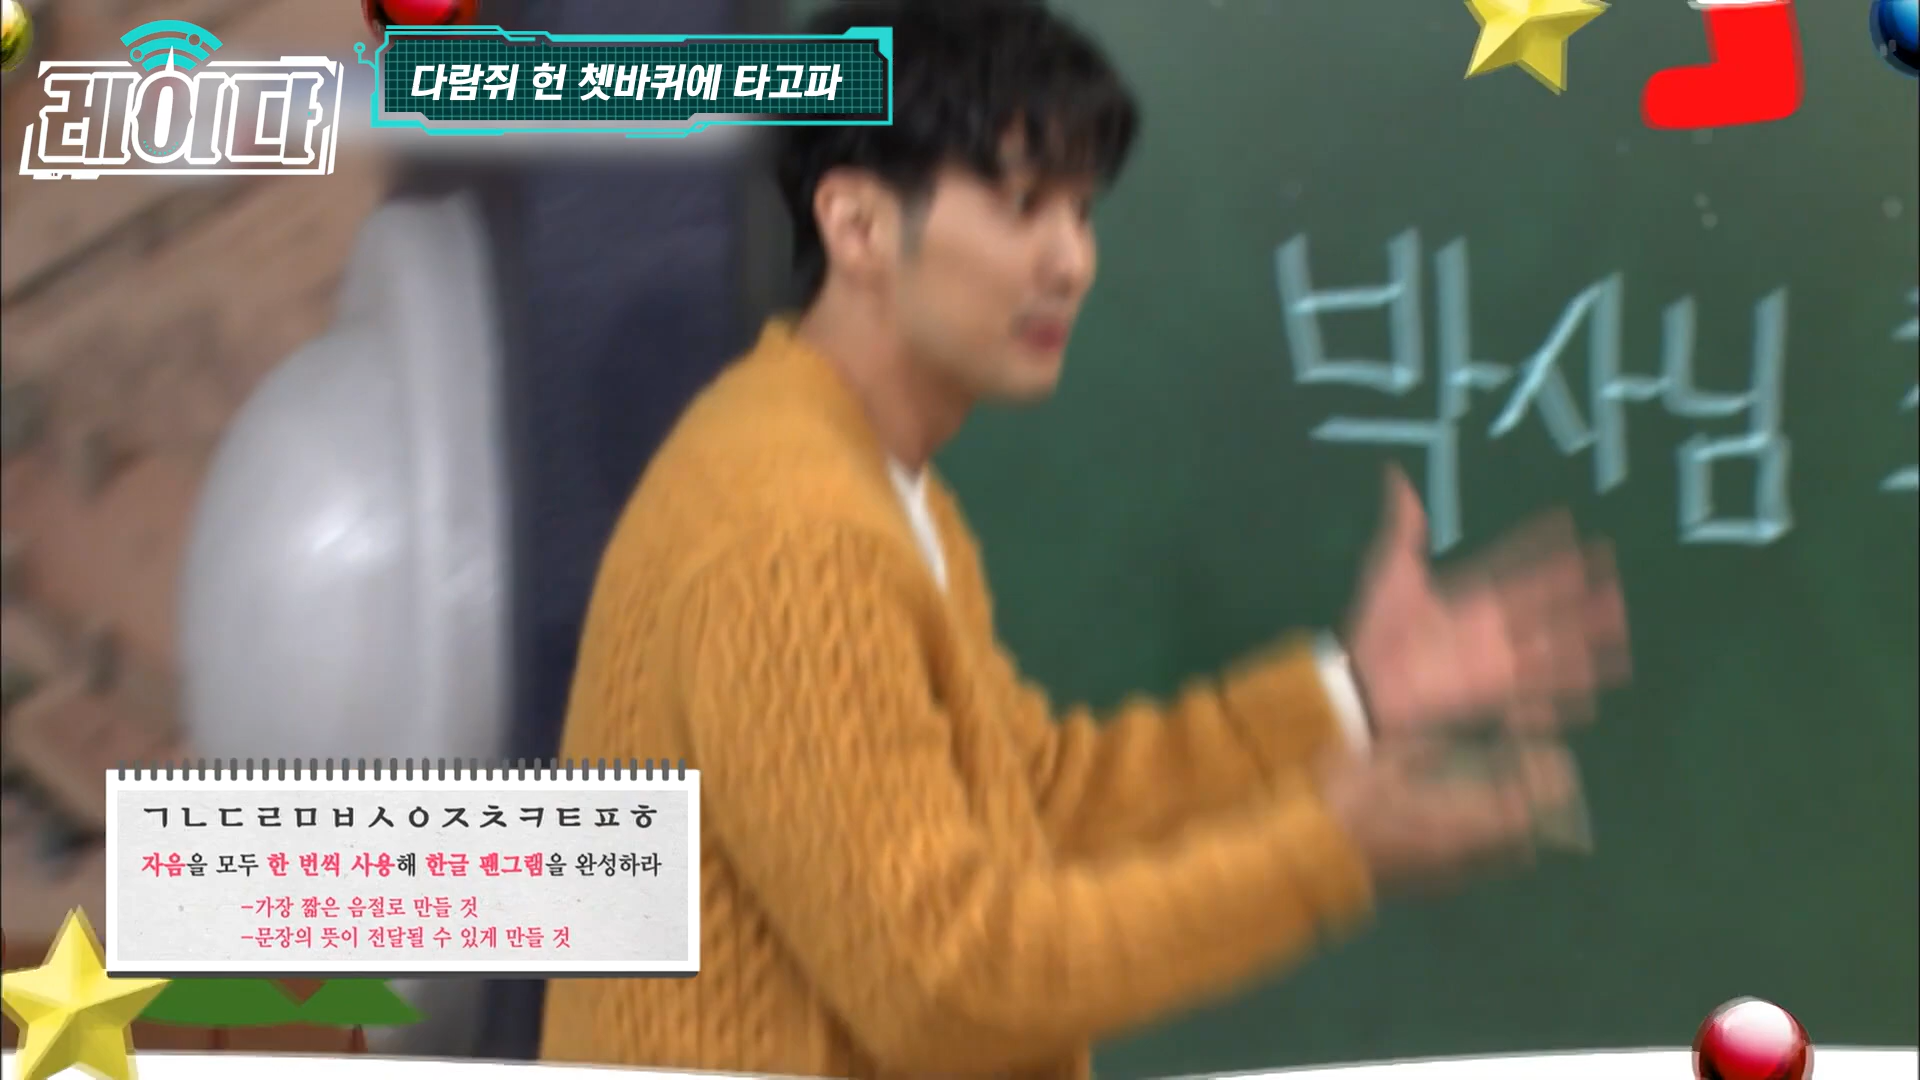 레이다
다람쥐 헌 쳇바퀴에 타고파
박사님
ㄱㄴㄷㄹㅁㅂㅅㅇㅈㅊㅋㅌㅍㅎ
자음을 모두 한 번씩 사용해 한글 팬그램을 완성하라
-가장 짧은 음절로 만들 것
-문장의 뜻이 전달될 수 있게 만들 것